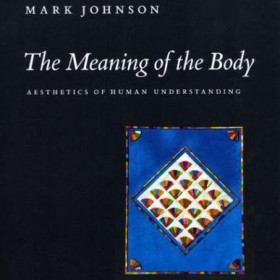 MARK JOHNSON
The Meaning of the Body
AESTHETICS OF HUMAN UNDERSTANDING